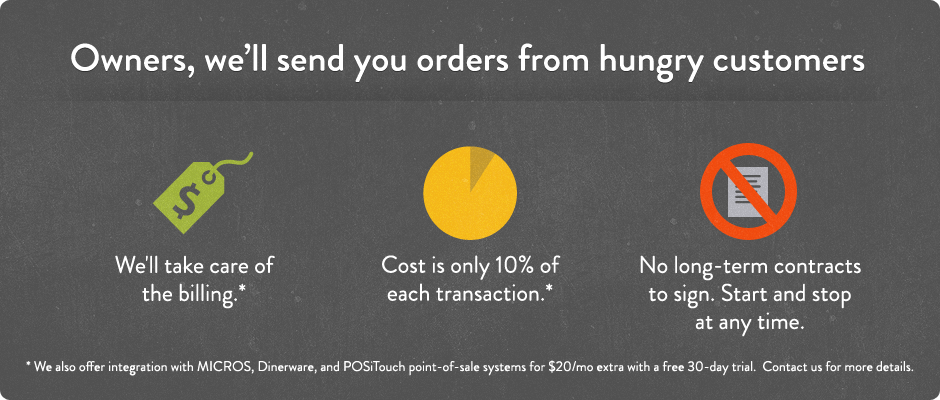 Owners, we’ll send you orders from hungry customers
$
We'll take care of
the billing.*
Cost is only 10% of
each transaction.*
No long-term contracts
to sign. Start and stop
at any time.
* We also offer integration with MICROS, Dinerware, and POSiTouch point-of-sale systems for $20/mo extra with a free 30-day trial.  Contact us for more details.